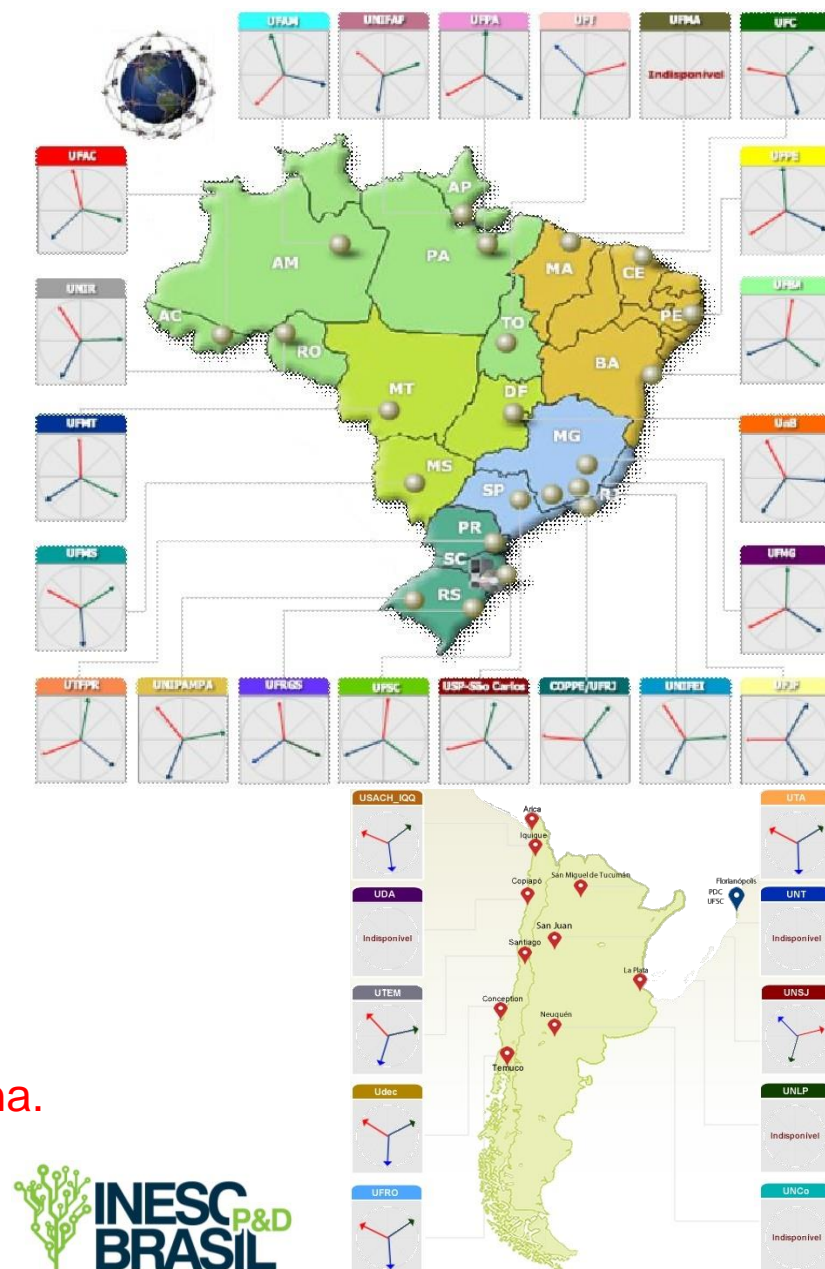 UFAM
UNIFAP
UFPA
UFT
UFMA
UFC
Indisponível
UFAC
UFPE
AP
AM
PA
MA
CE
UNIR
UFBA
AC
RO
TO
PE
BA
MT
DF
UFMT
UnB
MG
MS
SP
RJ
PR
UFMS
UFMG
SC
RS
UTFPR
UNIPAMPA
UFRGS
UFSC
USP-São Carlos
COPPE/UFRJ
UNIFEI
UFJF
USACH_IQQ
UTA
Arica
Iquique
UDA
Copiapó
San Miguel de Tucumán
Florianópolis
PDC
UFSC
UNT
Indisponível
San Juan
Indisponível
Santiago
La Plata
UTEM
UNSJ
Conception
Neuquén
Temuco
Udec
UNLP
na.
Indisponível
UFRO
UNCo
INESC P&D
BRASIL
Indisponível